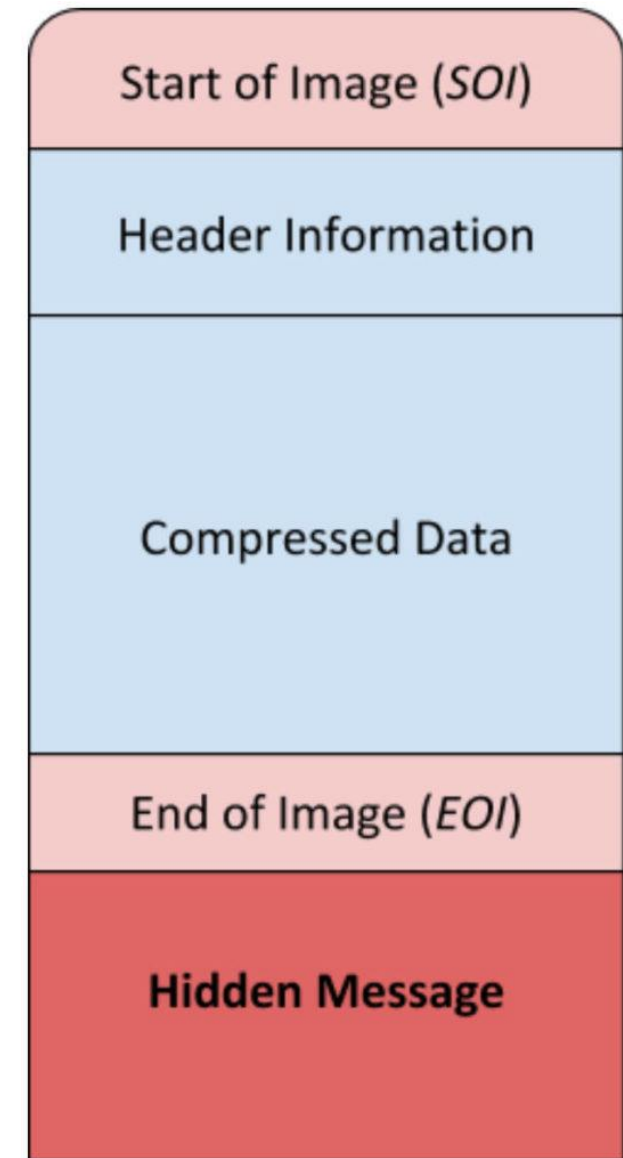 Start of Image (SOI)
Header Information
Compressed Data
End of Image (EOI)
Hidden Message